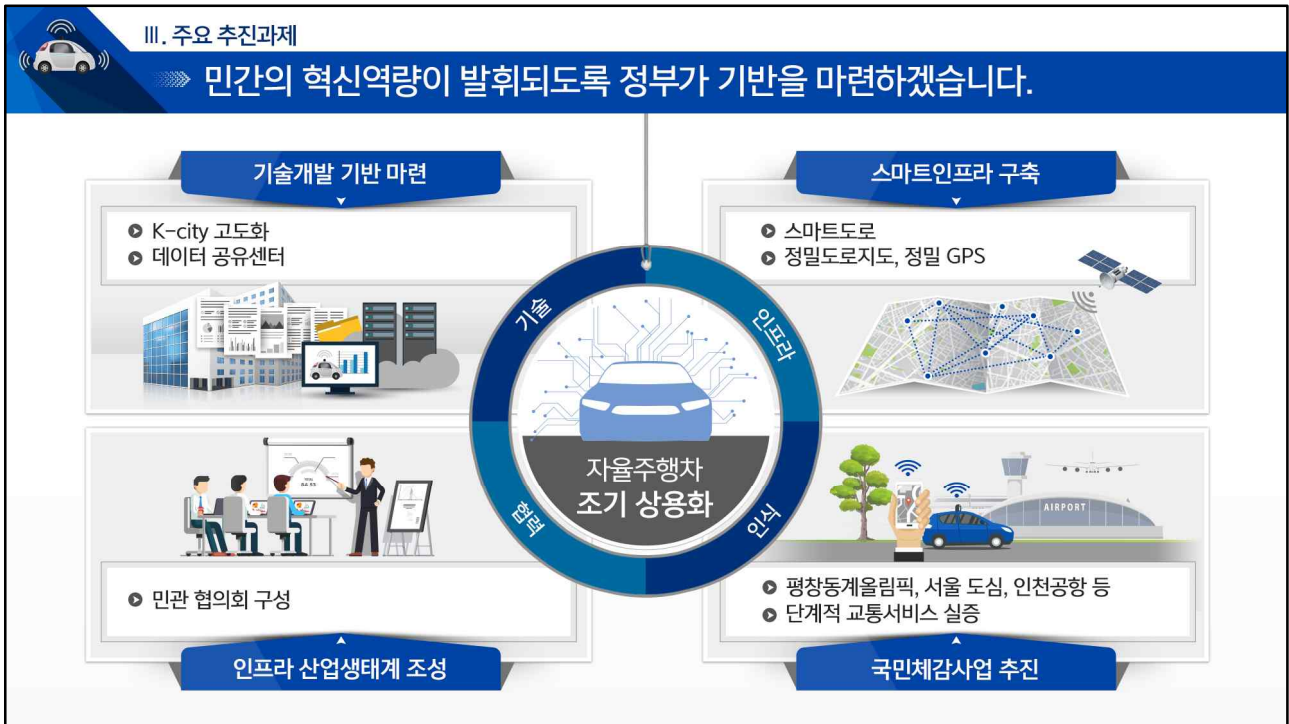 Ⅲ. 주요 추진과제
민간의 혁신역량이 발휘되도록 정부가 기반을 마련하겠습니다.
기술개발 기반 마련
K-city 고도화
데이터 공유센터
스마트인프라 구축
스마트도로
정밀도로지도, 정밀 GPS
기술
인프라
협력
인식
자율주행차
조기 상용화
AIRPORT
민관 협의회 구성
인프라 산업생태계 조성
평창동계올림픽, 서울 도심, 인천공항 등
단계적 교통서비스 실증
국민체감사업 추진